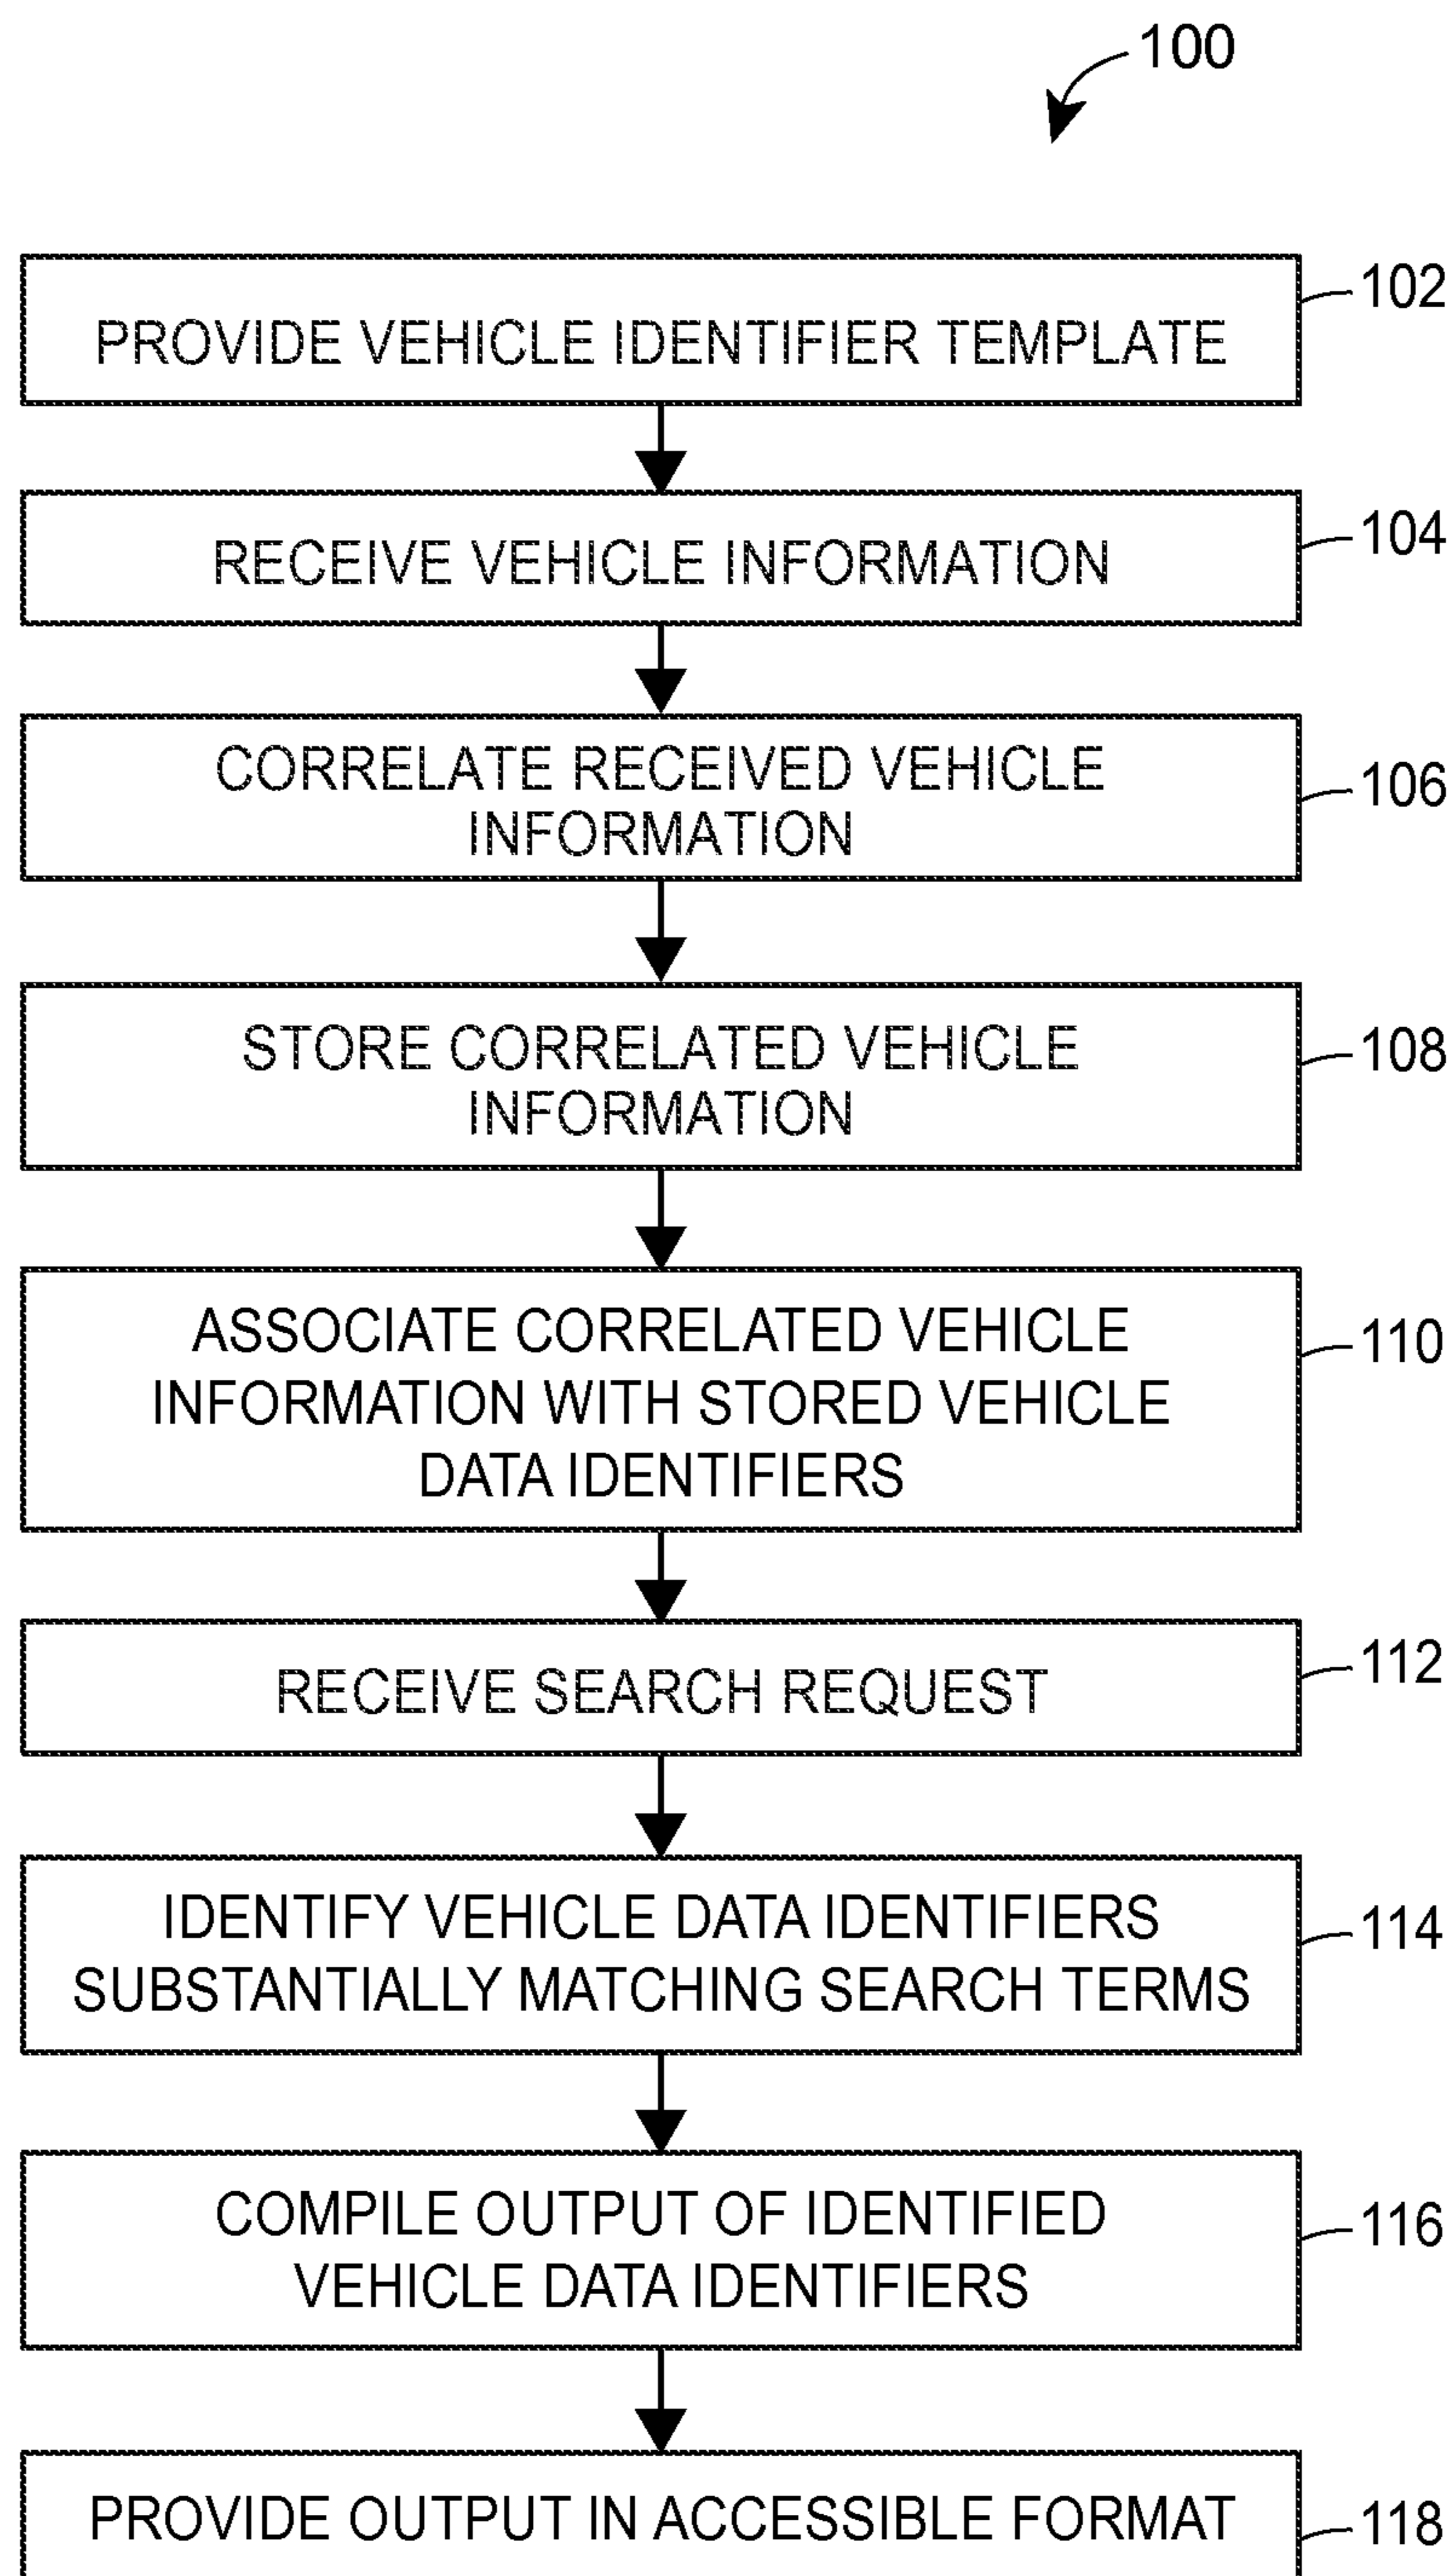 100
PROVIDE VEHICLE IDENTIFIER TEMPLATE
102
RECEIVE VEHICLE INFORMATION
104
CORRELATE RECEIVED VEHICLE
INFORMATION
106
STORE CORRELATED VEHICLE
INFORMATION
108
ASSOCIATE CORRELATED VEHICLE
INFORMATION WITH STORED VEHICLE
DATA IDENTIFIERS
110
RECEIVE SEARCH REQUEST
112
IDENTIFY VEHICLE DATA IDENTIFIERS
SUBSTANTIALLY MATCHING SEARCH TERMS
114
COMPILE OUTPUT OF IDENTIFIED
VEHICLE DATA IDENTIFIERS
116
PROVIDE OUTPUT IN ACCESSIBLE FORMAT
118